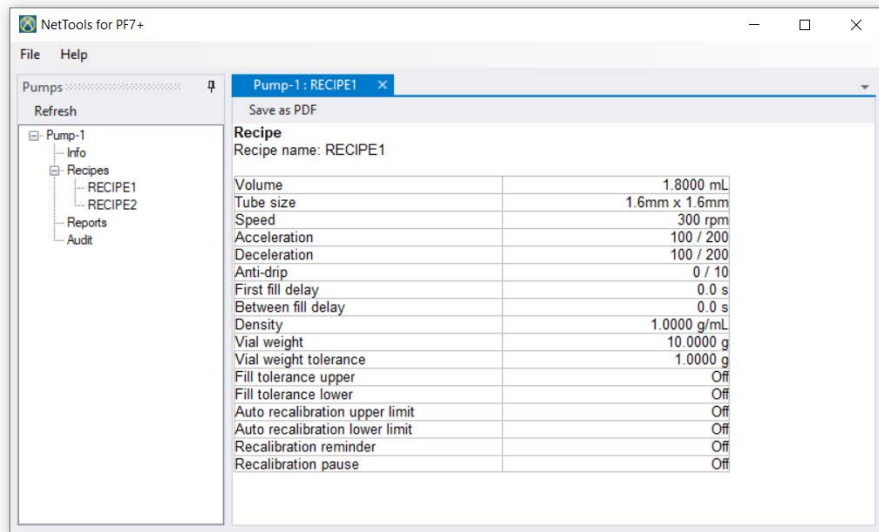 NetTools for PF7+
File Help
Pumps
Refresh
Pump-1
Info
Recipes
RECIPE1
RECIPE2
Reports
Audit
Pump-1 : RECIPE1
Save as PDF
Recipe
Recipe name: RECIPE1
Volume 1.8000 mL
Tube size 1.6mm x 1.6mm
Speed 300 rpm
Acceleration 100 / 200
Deceleration 100 / 200
Anti-drip 0 / 10
First fill delay 0.0 s
Between fill delay 0.0 s
Density 1.0000 g/mL
Vial weight 10.0000 g
Vial weight tolerance 1.0000 g
Fill tolerance upper Off
Fill tolerance lower Off
Auto recalibration upper limit Off
Auto recalibration lower limit Off
Recalibration reminder Off
Recalibration pause Off